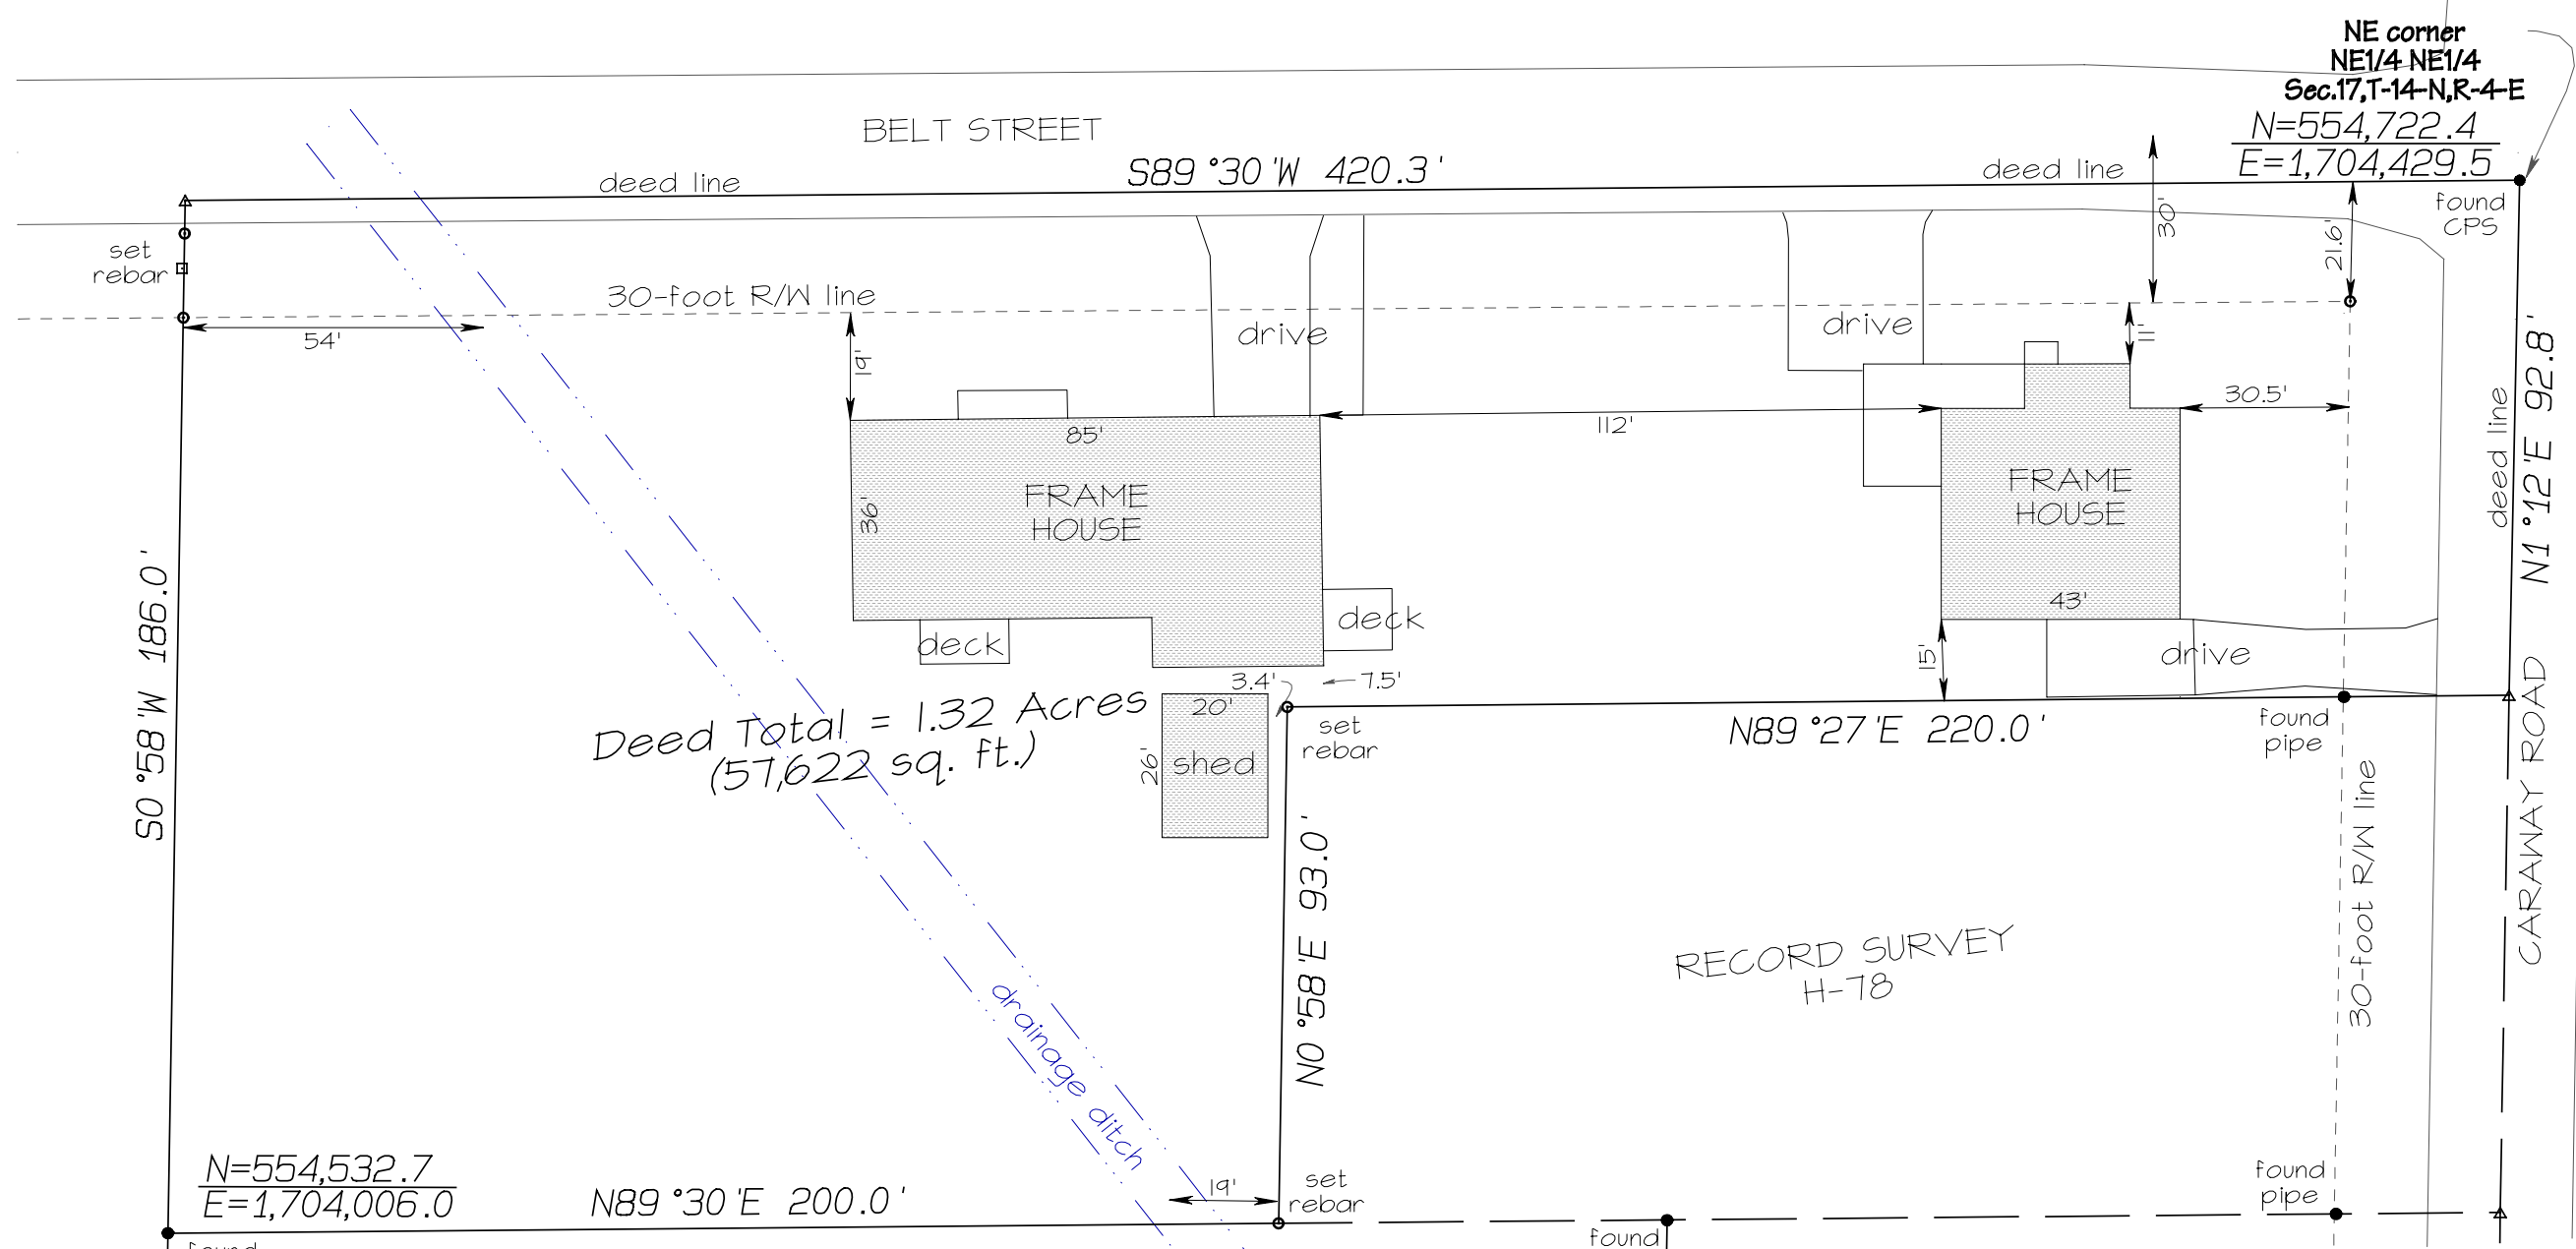 NE corner
NE1/4 NE1/4
Sec.17,T-14-N,R-4-E
N=554,722.4
E=1,704,429.5
BELT STREET
S89°30'W 420.3'
deed line
deed line
found
CPS
set
rebar
30'
21.6'
30-foot R/W line
54'
19'
drive
drive
11'
30.5'
112'
85'
36'
FRAME
HOUSE
FRAME
HOUSE
43'
deed line
N1°12'E 92.8'
deck
deck
drive
15'
3.4'
7.5'
S0°58'W 186.0'
Deed Total = 1.32 Acres
(57,622 sq. ft.)
20'
26'
shed
set
rebar
N89°27'E 220.0'
found
pipe
CARAWAY ROAD
30-foot R/W line
N0°58'E 93.0'
RECORD SURVEY
H-78
drainage ditch
N=554,532.7
E=1,704,006.0
N89°30'E 200.0'
19'
set
rebar
found
pipe
found
found